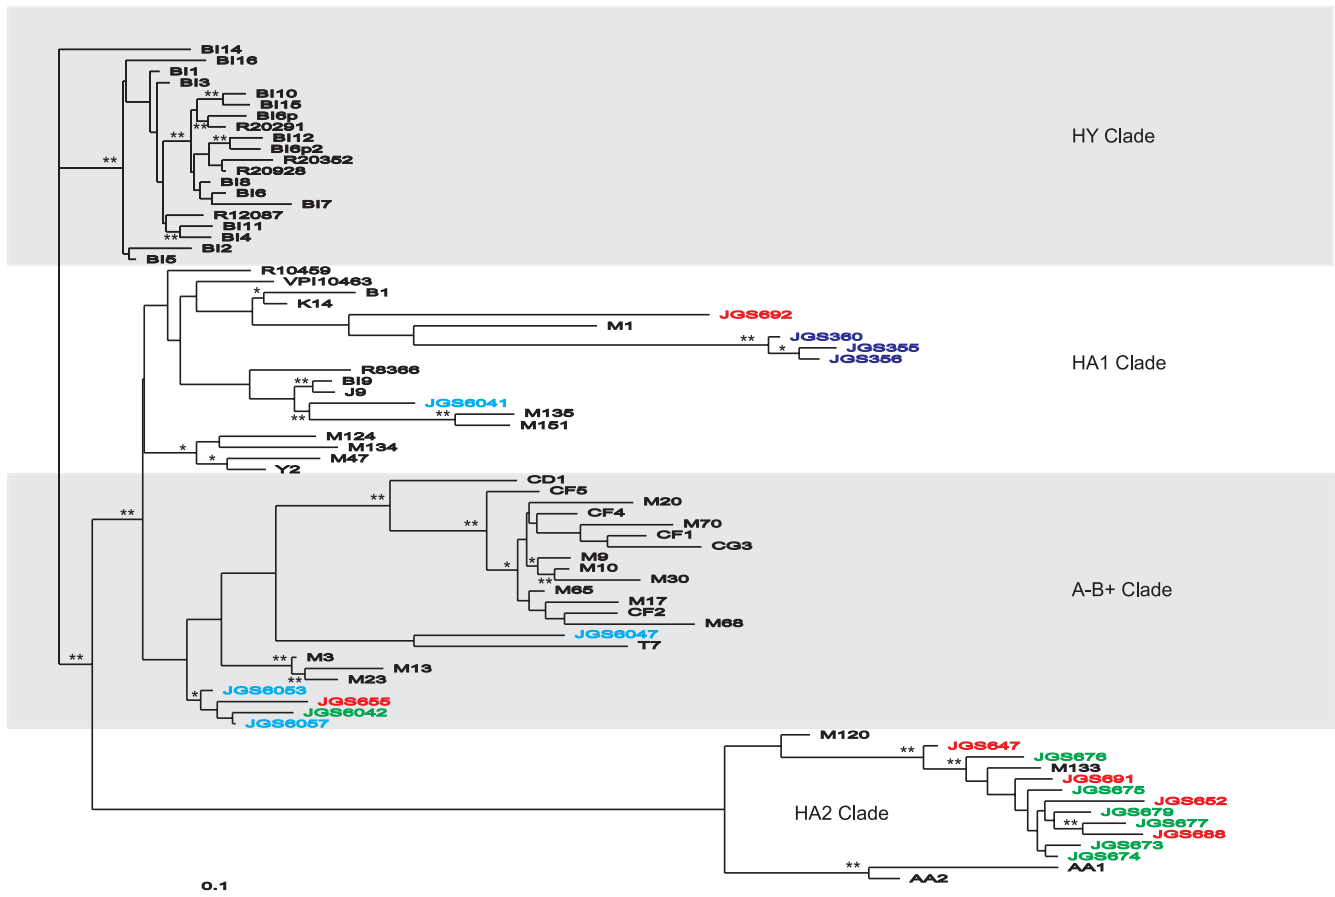 BI14
BI16
BI1
BI3
**
BI10
BI15
BI6p
**
R20291
**
**
BI12
HY Clade
BI6p2
**
R20352
R20928
BI8
BI6
BI7
R12087
BI11
**
BI4
BI2
BI5
R10459
VPI10463
*
B1
K14
JGS692
M1
**
JGS360
*
JGS355
JGS356
HA1 Clade
R8366
**
BI9
J9
JGS6041
**
**
M135
M151
M124
*
M134
*
M47
Y2
CD1
**
CF5
M20
**
CF4
**
M70
CF1
CG3
M9
*
*
M10
**
M30
M65
A-B+ Clade
M17
CF2
M68
JGS6047
T7
**
**
M3
M13
**
M23
*
JGS6053
JGS655
JGS6042
JGS6057
M120
**
JGS647
**
JGS676
M133
JGS691
JGS675
JGS652
HA2 Clade
JGS679
**
JGS677
JGS688
JGS673
JGS674
**
AA1
AA2
0.1